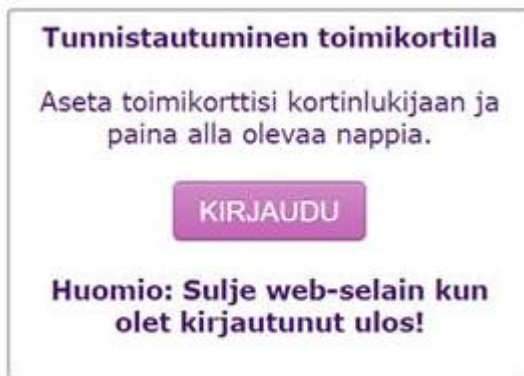 Tunnistautuminen toimikortilla
Aseta toimikorttisi kortinlukijaan ja
paina alla olevaa nappia.
KIRJAUDU
Huomio: Sulje web-selain kun
olet kirjautunut ulos!